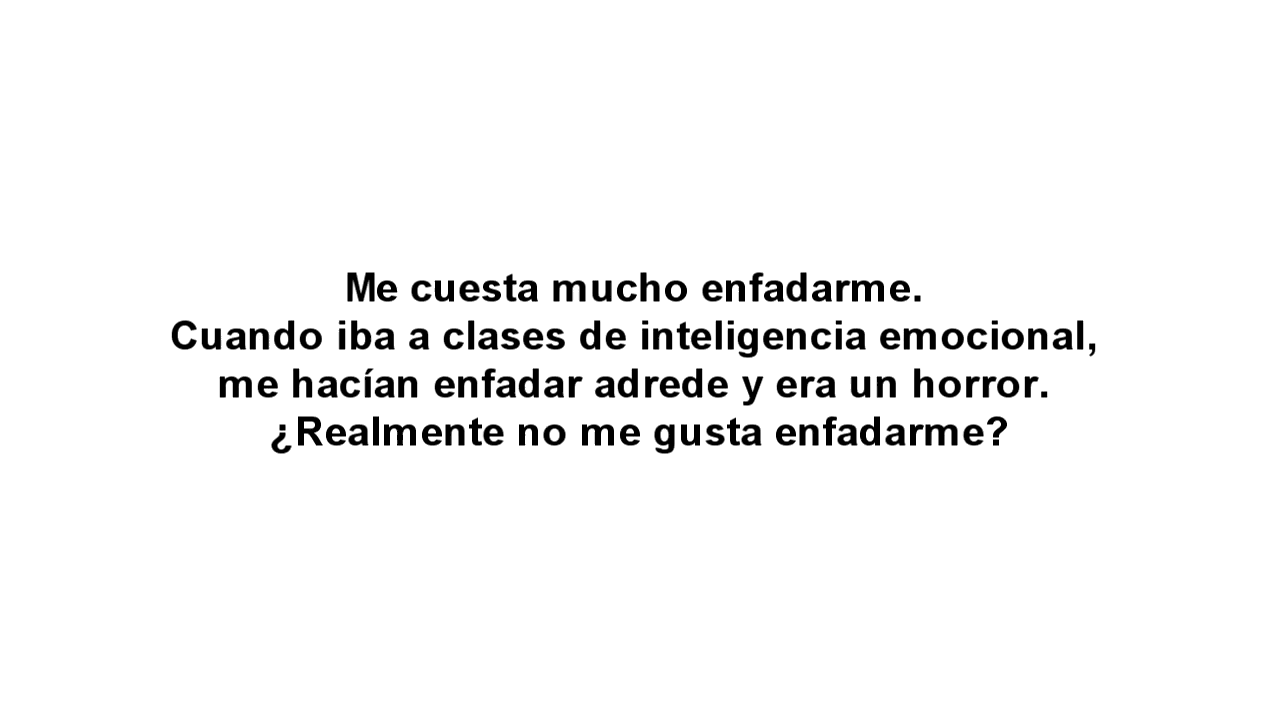 Me cuesta mucho enfadarme.
Cuando iba a clases de inteligencia emocional,
me hacían enfadar adrede y era un horror.
¿Realmente no me gusta enfadarme?